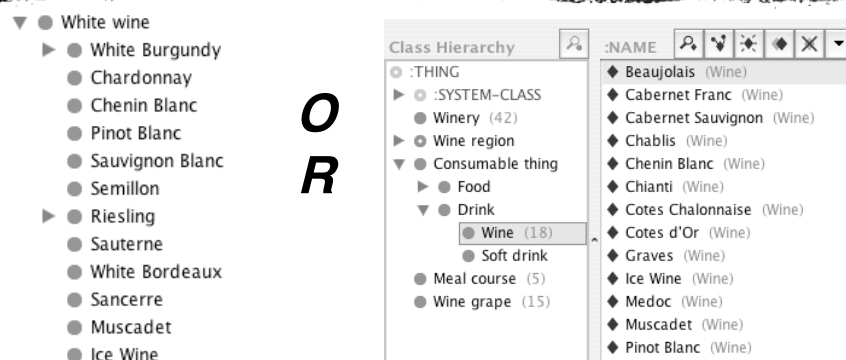 White wine
White Burgundy
Chardonnay
Chenin Blanc
Pinot Blanc
Sauvignon Blanc
Semillon
Riesling
Sauterne
White Bordeaux
Sancerre
Muscadet
Ice Wine
O
R
Class Hierarchy
:THING
:SYSTEM-CLASS
Winery (42)
Wine region
Consumable thing
Food
Drink
Wine (18)
Soft drink
Meal course (5)
Wine grape (15)
:NAME
Beaujolais (Wine)
Cabernet Franc (Wine)
Cabernet Sauvignon (Wine)
Chablis (Wine)
Chenin Blanc (Wine)
Chianti (Wine)
Cotes Chalonnaise (Wine)
Cotes d'Or (Wine)
Graves (Wine)
Ice Wine (Wine)
Medoc (Wine)
Muscadet (Wine)
Pinot Blanc (Wine)